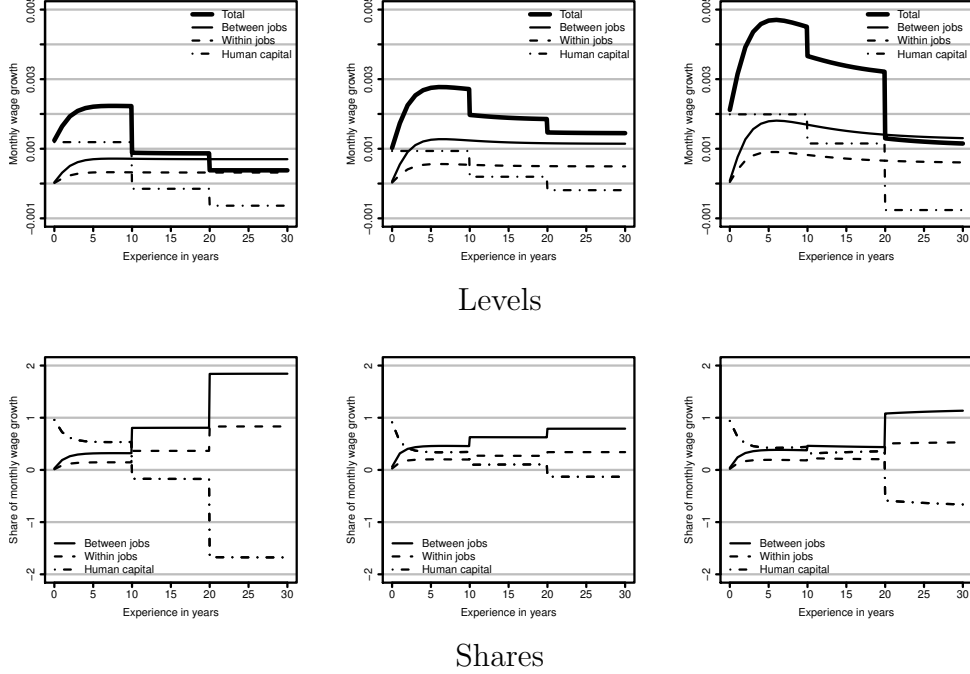 Total
Between jobs
Within jobs
Human capital
Monthly wage growth
−0.001
0.001
0.003
0.005
0 5 10 15 20 25 30
Experience in years
Total
Between jobs
Within jobs
Human capital
Monthly wage growth
−0.001
0.001
0.003
0.005
0 5 10 15 20 25 30
Experience in years
Total
Between jobs
Within jobs
Human capital
Monthly wage growth
−0.001
0.001
0.003
0.005
0 5 10 15 20 25 30
Experience in years
Levels
Share of monthly wage growth
2
1
0
−1
−2
Between jobs
Within jobs
Human capital
0 5 10 15 20 25 30
Experience in years
Share of monthly wage growth
2
1
0
−1
−2
Between jobs
Within jobs
Human capital
0 5 10 15 20 25 30
Experience in years
Share of monthly wage growth
2
1
0
−1
−2
Between jobs
Within jobs
Human capital
0 5 10 15 20 25 30
Experience in years
Shares